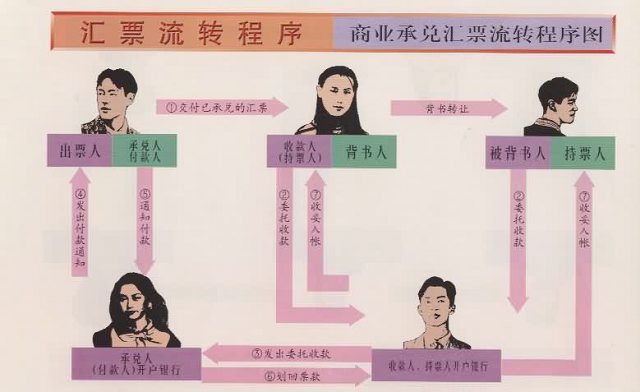 汇票流转程序
商业承兑汇票流转程序图
①交付已承兑的汇票
背书转让
出票人
承兑人
付款人
收款人
(持票人)
背书人
被背书人
持票人
④发出付款通知
⑤通知付款
②委托收款
⑦收妥入帐
②委托收款
⑦收妥入帐
承兑人
(付款人)开户银行
③发出委托收款
⑥划回票款
收款人、持票人开户银行